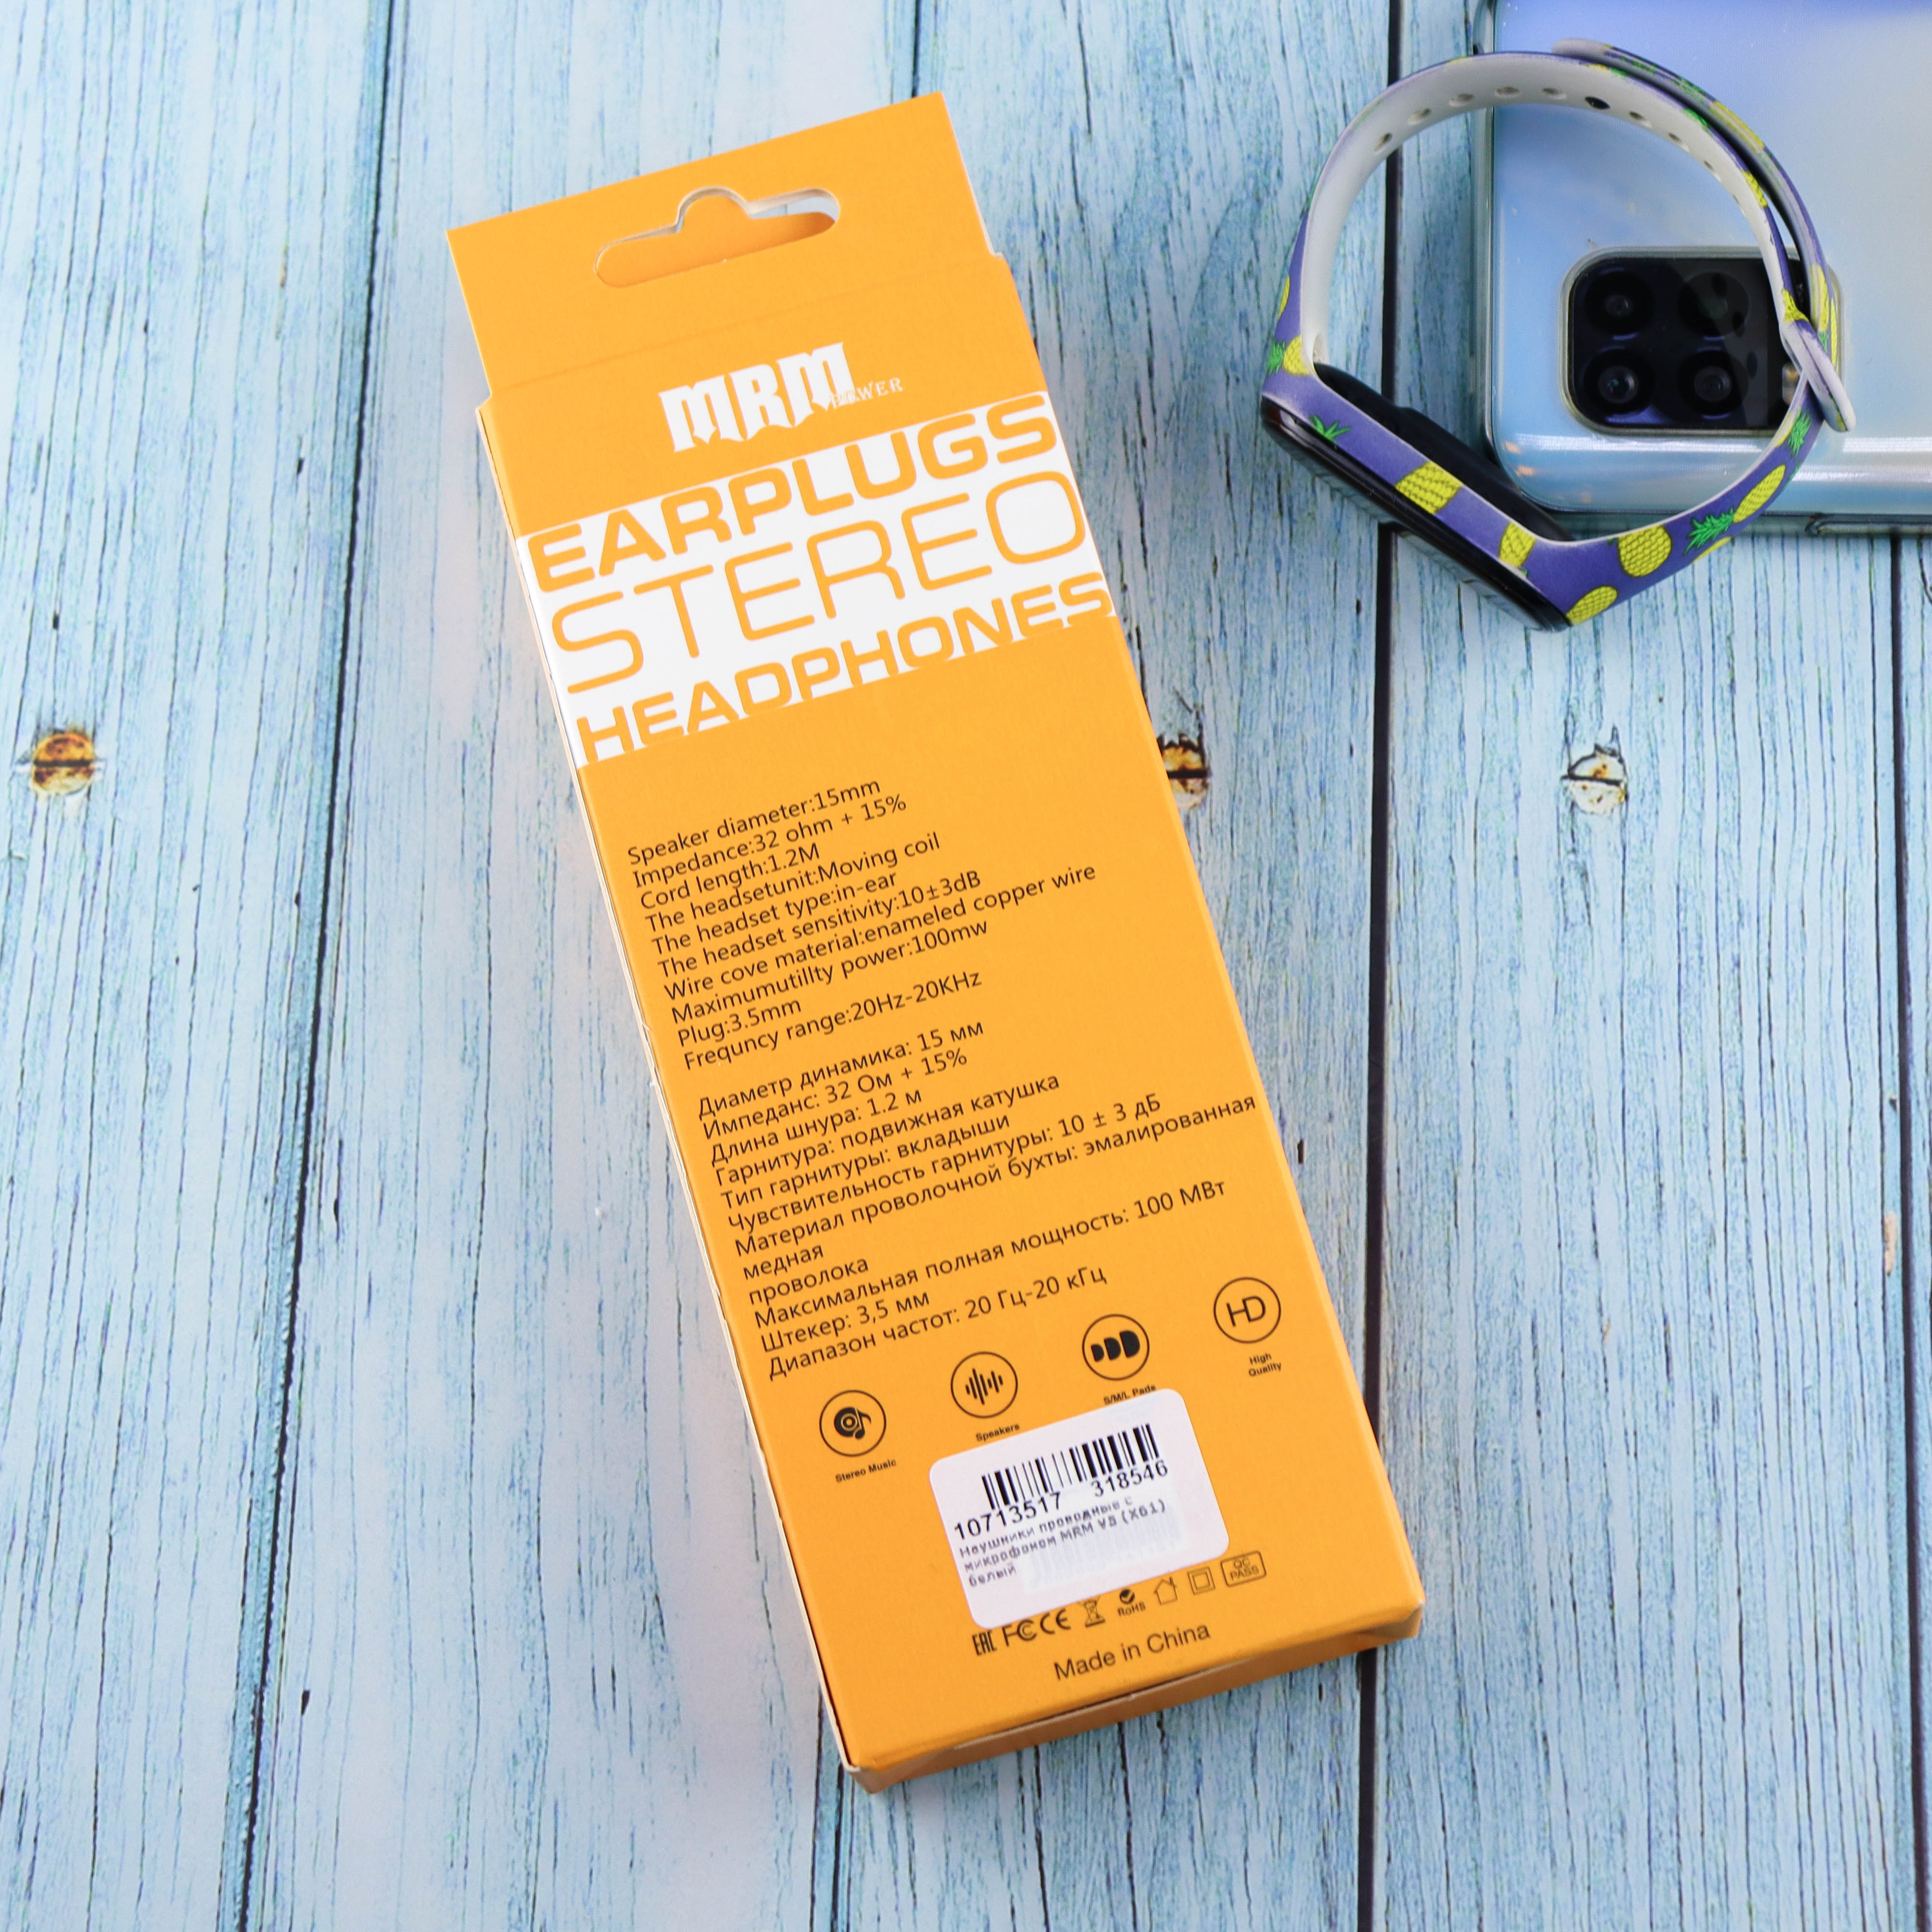 MRM
POWER
EARPLUGS
STEREO
HEADPHONES
Speaker diameter:15mm
Impedance:32 ohm + 15%
Cord length:1.2M
The headsetunit:Moving coil
The headset type:in-ear
The headset sensitivity:10±3dB
Wire cove material:enameled copper wire
Maximumutillty power:100mw
Plug:3.5mm
Frequncy range:20Hz-20KHz
Диаметр динамика: 15 мм
Импеданс: 32 Ом + 15%
Длина шнура: 1.2 м
Гарнитура: подвижная катушка
Тип гарнитуры: вкладыши
Чувствительность гарнитуры: 10 ± 3 дБ
Материал проволочной бухты: эмалированная
медная
проволока
Максимальная полная мощность: 100 МВт
Штекер: 3,5 мм
Диапазон частот: 20 Гц-20 кГц
Stereo Music
Speakers
S/M/L Pads
HD
High
Quality
10713517 318546
Наушники проводные с
микрофоном MRM V5 (X61)
белый
EAC FC CE RoHS QC PASS
Made in China